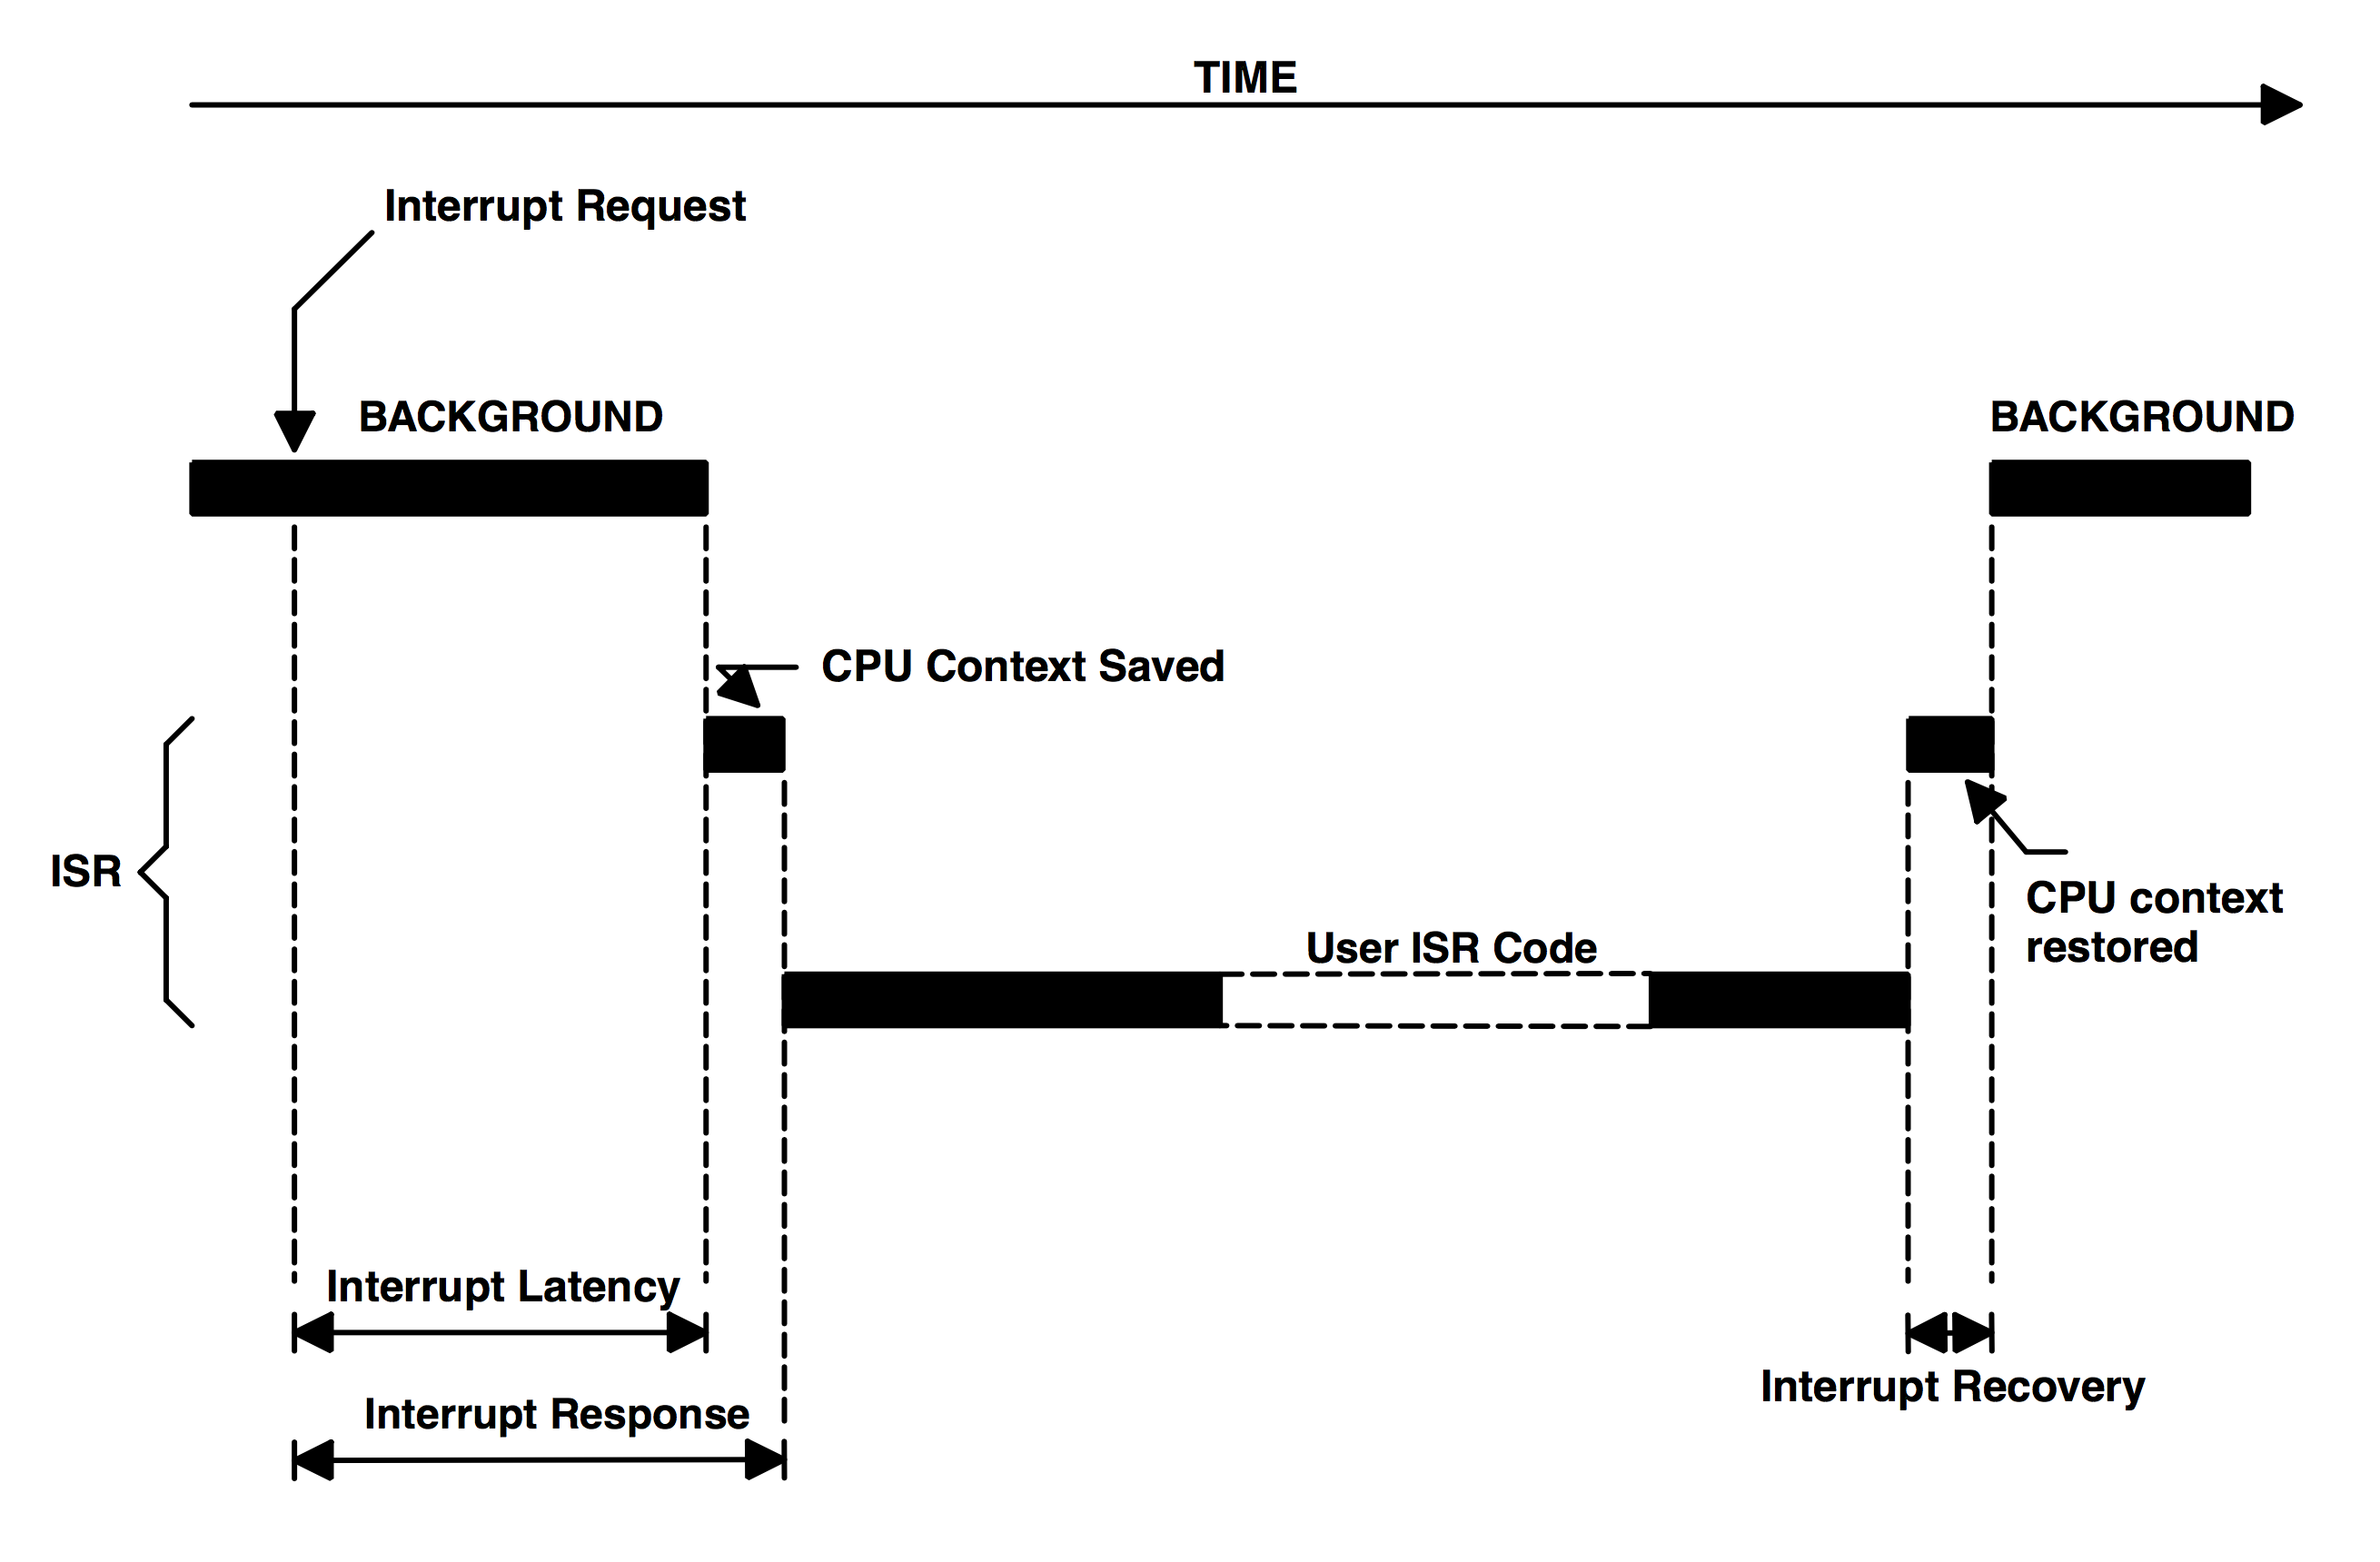 TIME
Interrupt Request
BACKGROUND
BACKGROUND
CPU Context Saved
ISR
CPU context
restored
User ISR Code
Interrupt Latency
Interrupt Recovery
Interrupt Response